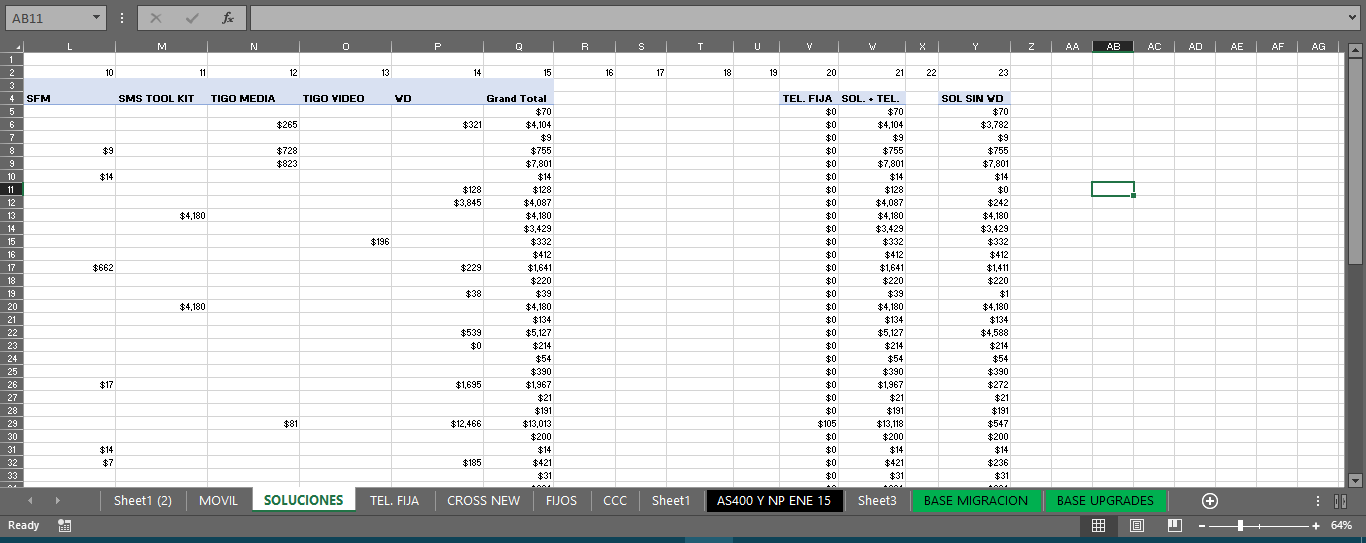 AB11 fx
L M N O P Q R S T U V W X Y Z AA AB AC AD AE AF AG
1
2 10 11 12 13 14 15 16 17 18 19 20 21 22 23
3
4 SFM SMS TOOL KIT TIGO MEDIA TIGO VIDEO WD Grand Total TEL. FIJA SOL. + TEL. SOL SIN WD
5 $70 $0 $70 $70
6 $265 $321 $4,104 $0 $4,104 $3,782
7 $9 $0 $9 $9
8 $9 $728 $755 $0 $755 $755
9 $823 $7,801 $0 $7,801 $7,801
10 $14 $14 $0 $14 $14
11 $128 $128 $0 $128 $0
12 $3,845 $4,087 $0 $4,087 $242
13 $4,180 $4,180 $0 $4,180 $4,180
14 $3,429 $0 $3,429 $3,429
15 $196 $332 $0 $332 $332
16 $412 $0 $412 $412
17 $662 $229 $1,641 $0 $1,641 $1,411
18 $220 $0 $220 $220
19 $38 $39 $0 $39 $1
20 $4,180 $4,180 $0 $4,180 $4,180
21 $134 $0 $134 $134
22 $539 $5,127 $0 $5,127 $4,588
23 $0 $214 $0 $214 $214
24 $54 $0 $54 $54
25 $390 $0 $390 $390
26 $17 $1,695 $1,967 $0 $1,967 $272
27 $21 $0 $21 $21
28 $191 $0 $191 $191
29 $81 $12,466 $13,013 $105 $13,118 $547
30 $200 $0 $200 $200
31 $14 $14 $0 $14 $14
32 $7 $185 $421 $0 $421 $236
33 $31 $0 $31 $31
Sheet1 (2) MOVIL SOLUCIONES TEL. FIJA CROSS NEW FIJOS CCC Sheet1 AS400 Y NP ENE 15 Sheet3 BASE MIGRACION BASE UPGRADES
Ready 64%